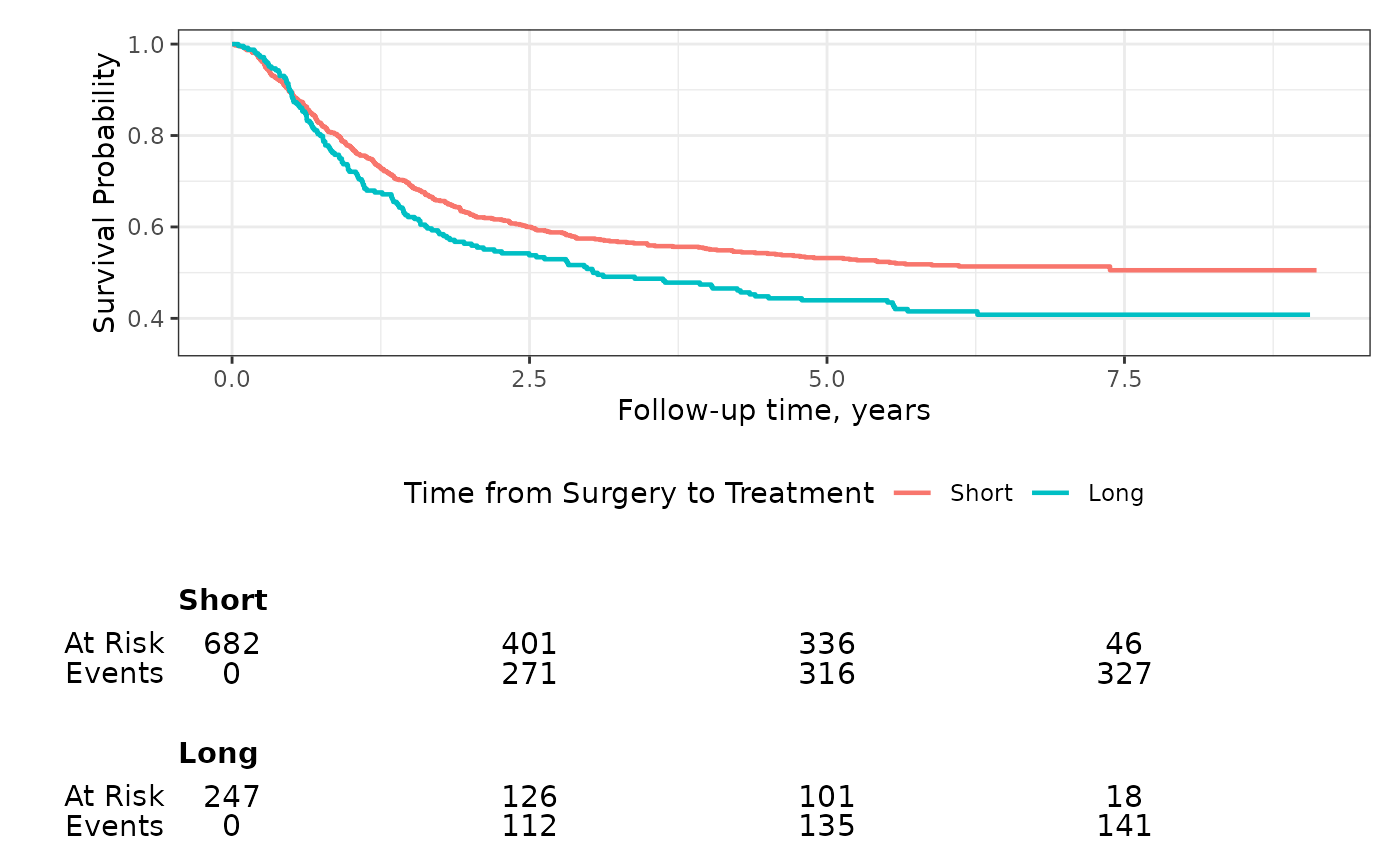 Survival Probability
1.0
0.8
0.6
0.4
0.0 2.5 5.0 7.5
Follow-up time, years
Time from Surgery to Treatment Short Long
Short
At Risk 682 401 336 46
Events 0 271 316 327
Long
At Risk 247 126 101 18
Events 0 112 135 141